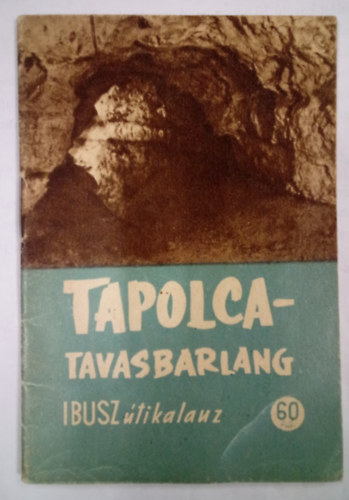 TAPOLCA-
TAVASBARLANG
IBUSZ útikalauz
60